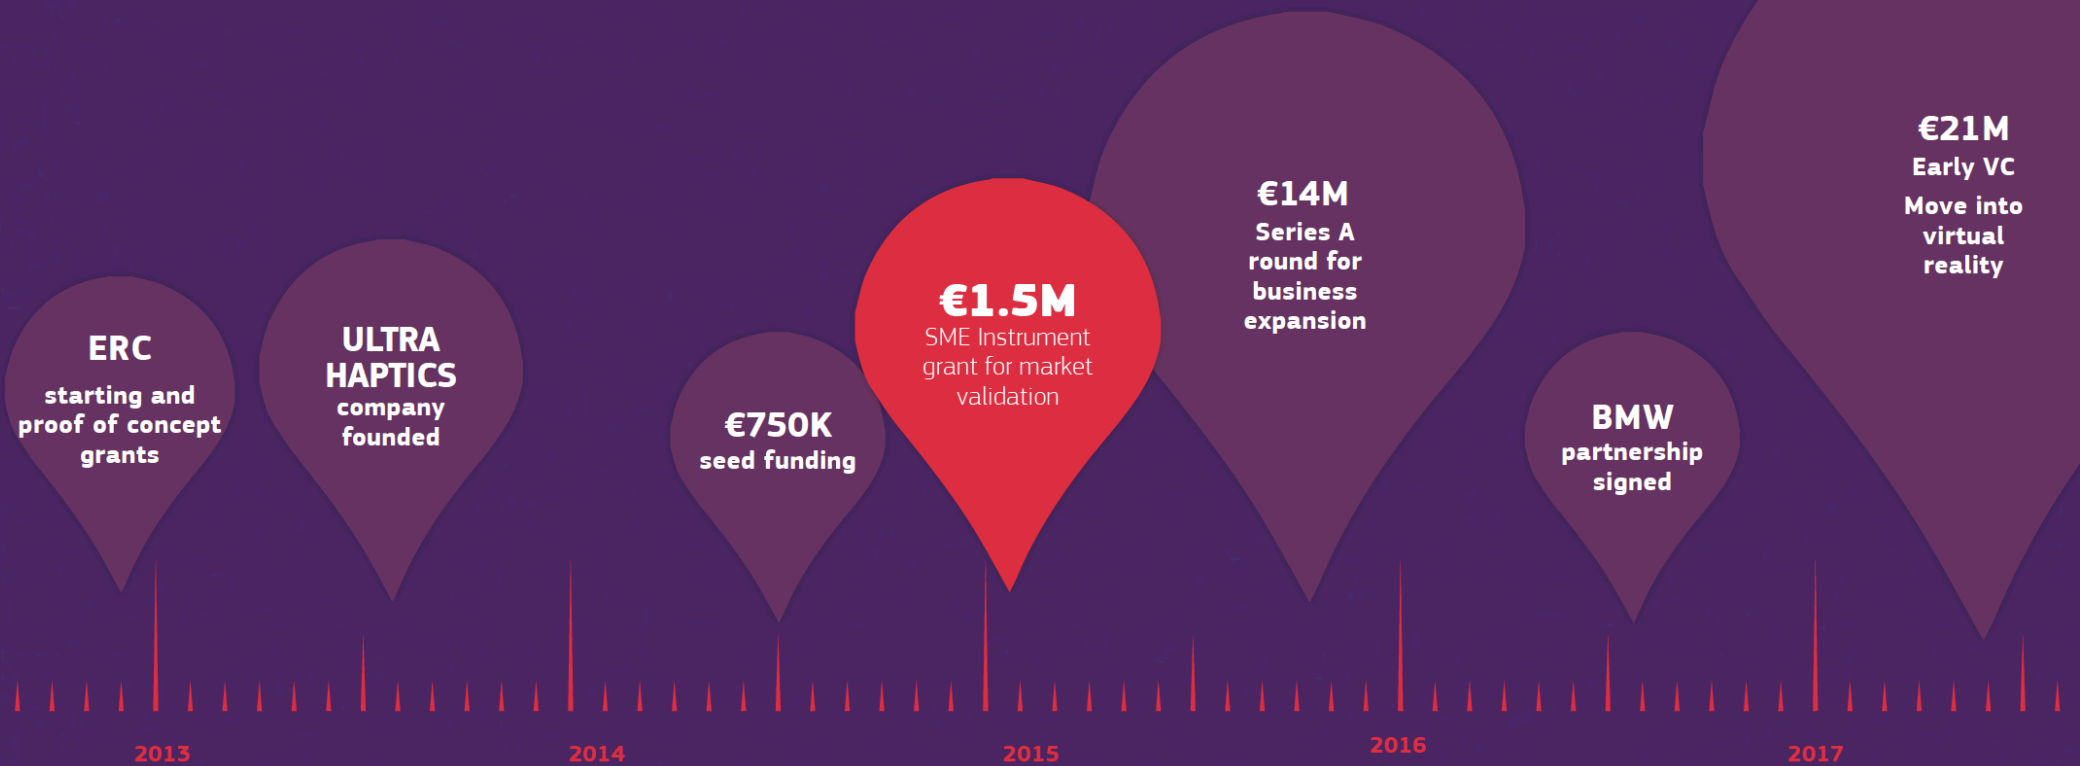 ERC
starting and
proof of concept
grants
ULTRA
HAPTICS
company
founded
€750K
seed funding
€1.5M
SME Instrument
grant for market
validation
€14M
Series A
round for
business
expansion
BMW
partnership
signed
€21M
Early VC
Move into
virtual
reality
2013
2014
2015
2016
2017